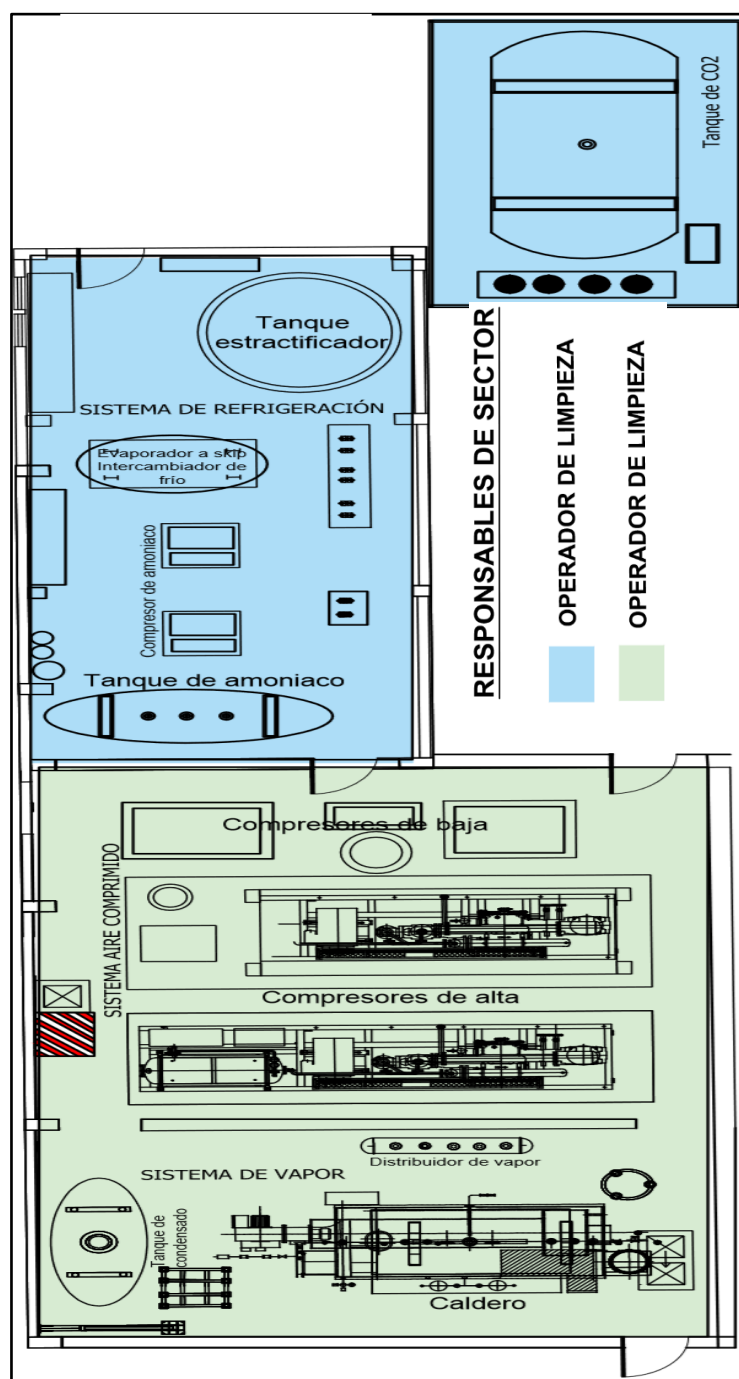 Tanque de CO2
Tanque
estractificador
SISTEMA DE REFRIGERACIÓN
Evaporador a skip
Intercambiador de
frío
Compresor de amoniaco
Tanque de amoniaco
RESPONSABLES DE SECTOR
OPERADOR DE LIMPIEZA
OPERADOR DE LIMPIEZA
Compresores de baja
SISTEMA AIRE COMPRIMIDO
Compresores de alta
Distribuidor de vapor
SISTEMA DE VAPOR
Tanque de
condensado
Caldero